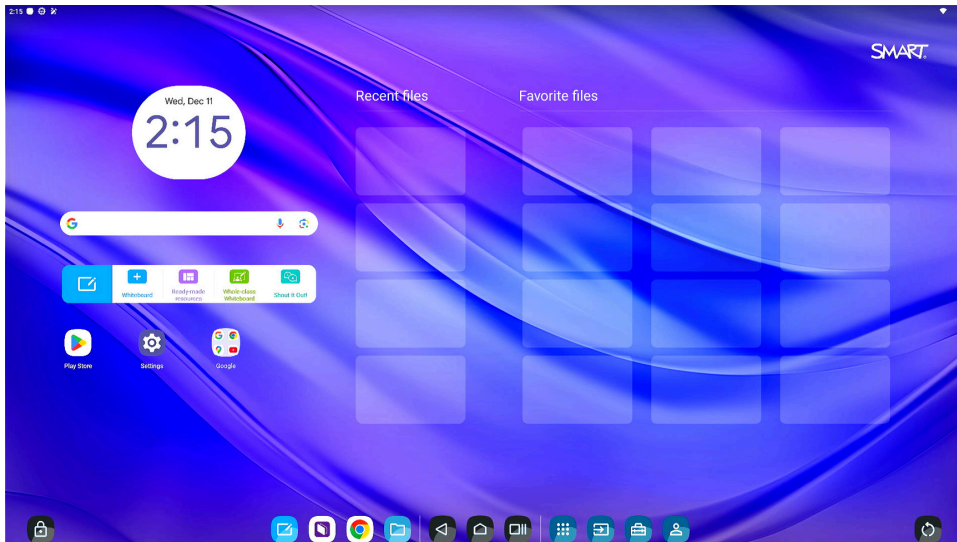 2:15
SMART
Wed, Dec 11
2:15
Recent files
Favorite files
Whiteboard
Ready-made
resources
Whole-class
Whiteboard
Shout It Out!
Play Store
Settings
Google